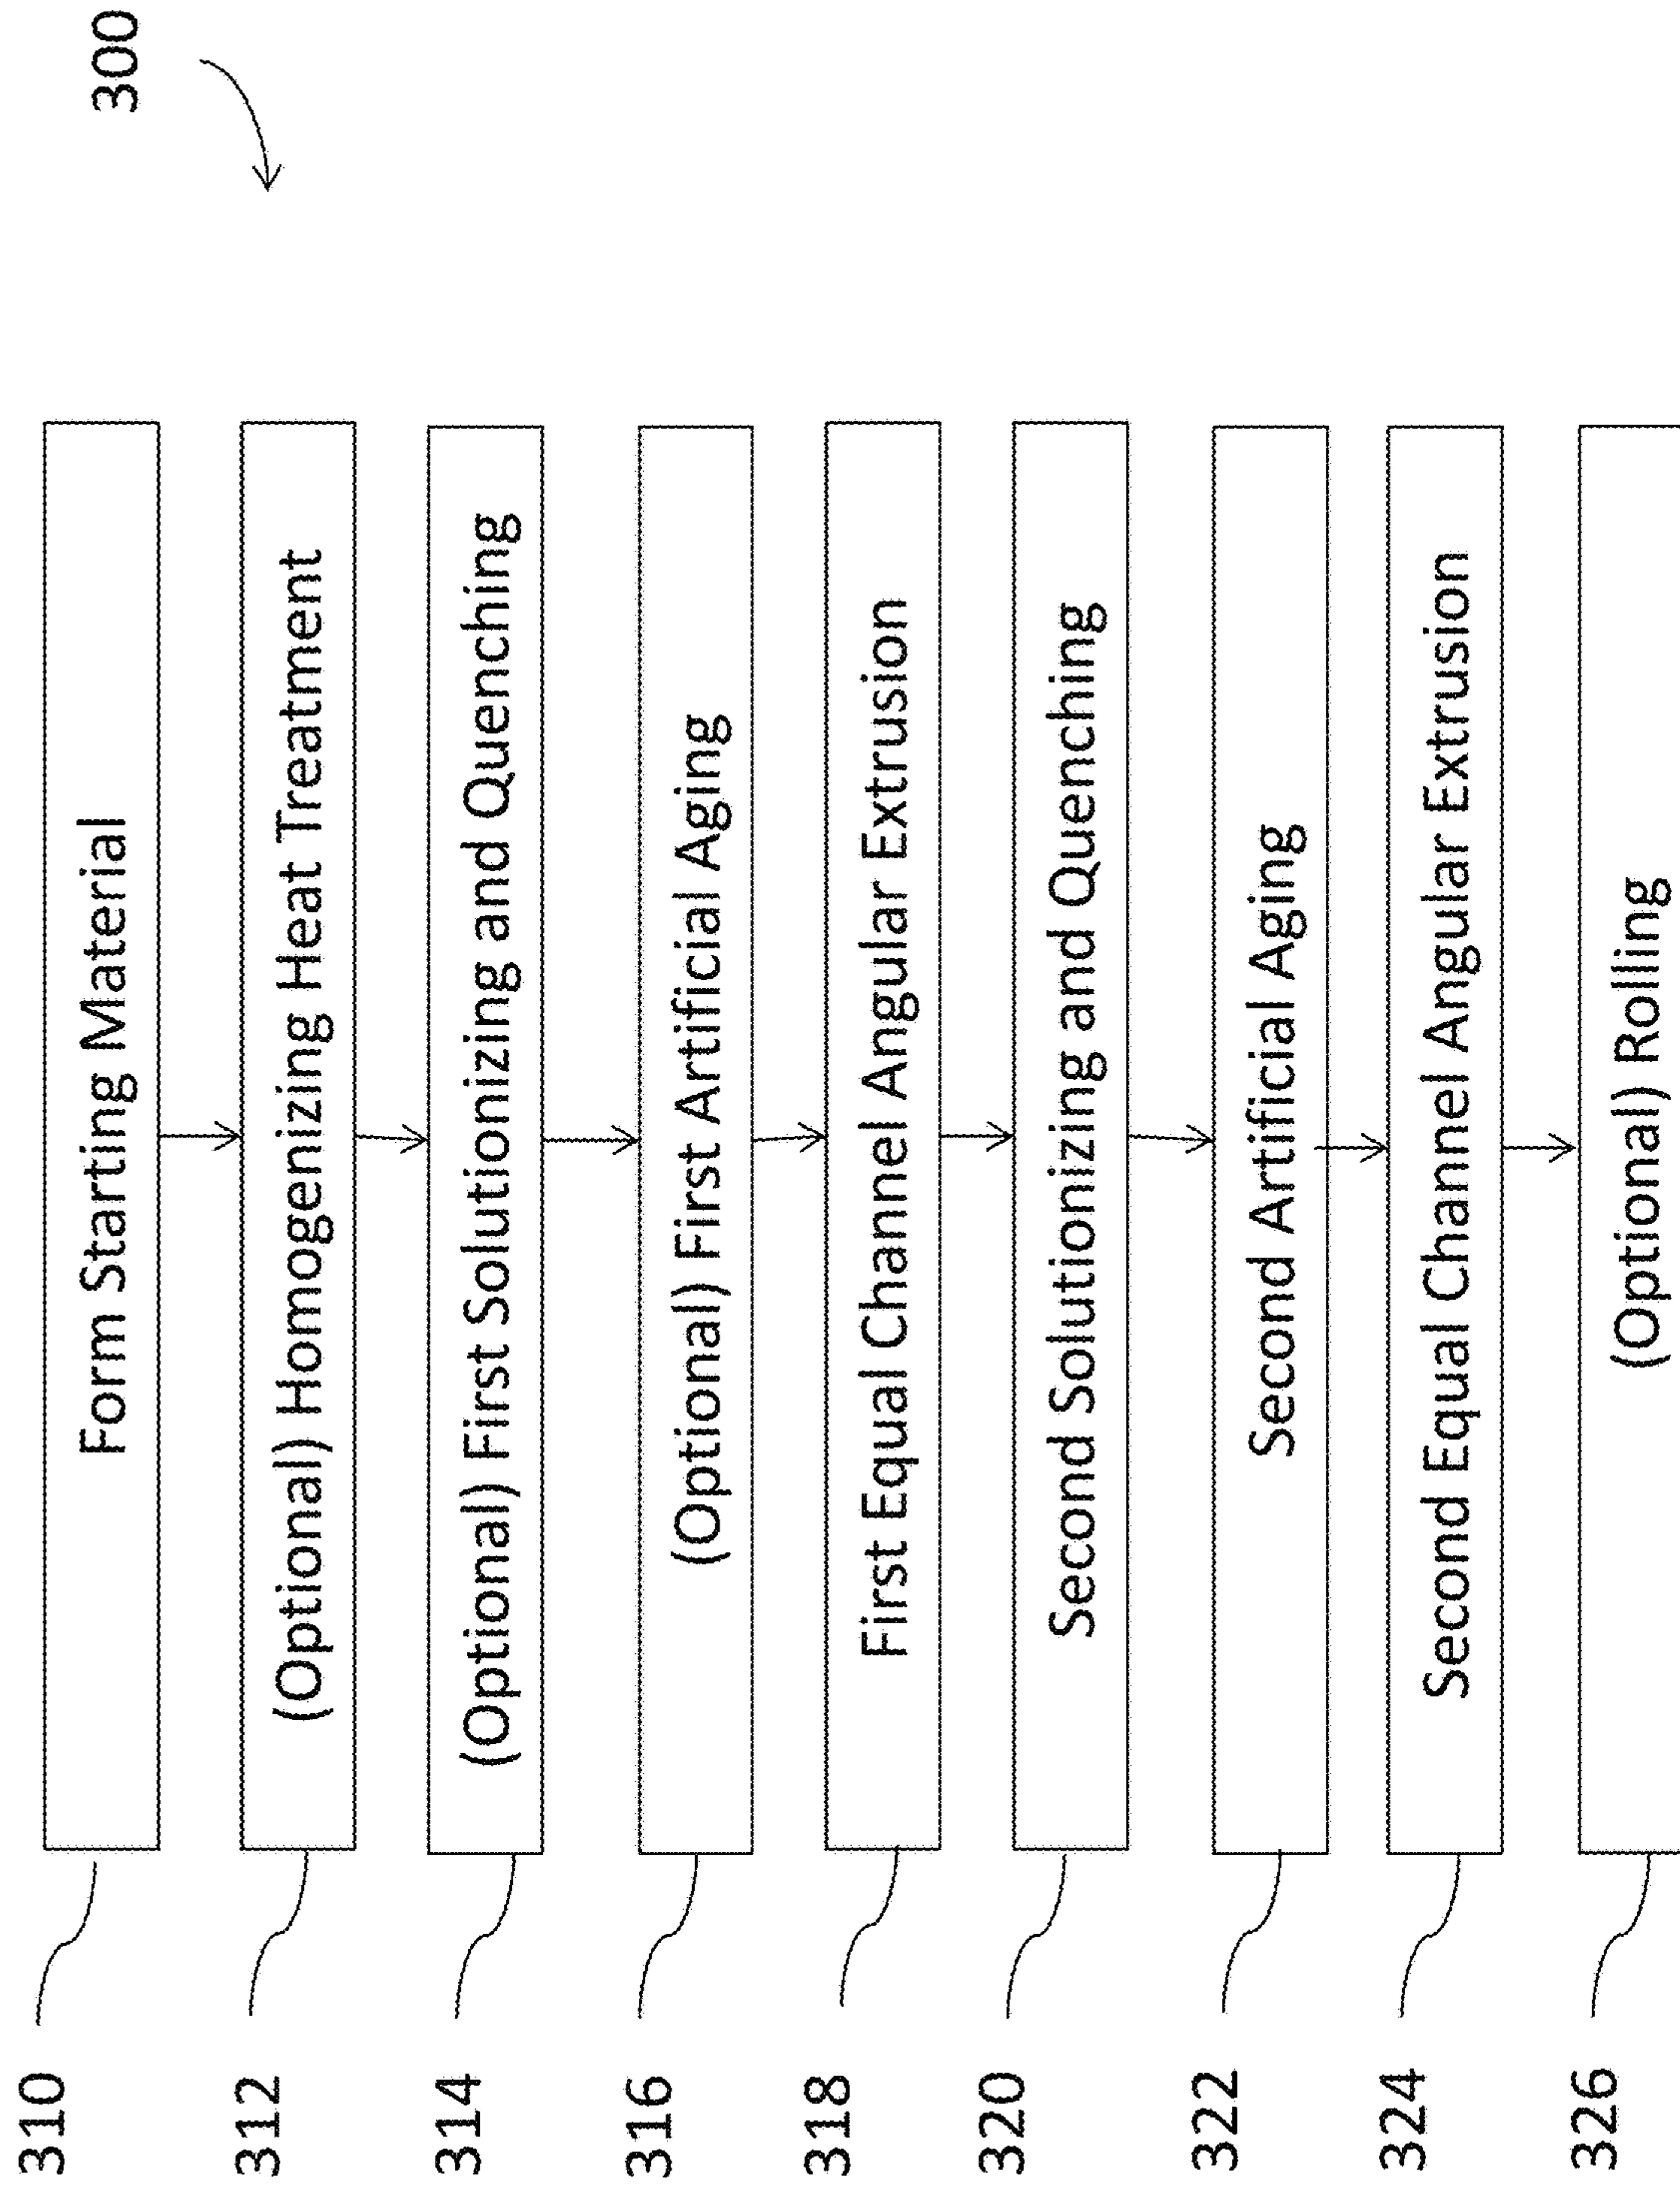 300
310 Form Starting Material
312 (Optional) Homogenizing Heat Treatment
314 (Optional) First Solutionizing and Quenching
316 (Optional) First Artificial Aging
318 First Equal Channel Angular Extrusion
320 Second Solutionizing and Quenching
322 Second Artificial Aging
324 Second Equal Channel Angular Extrusion
326 (Optional) Rolling